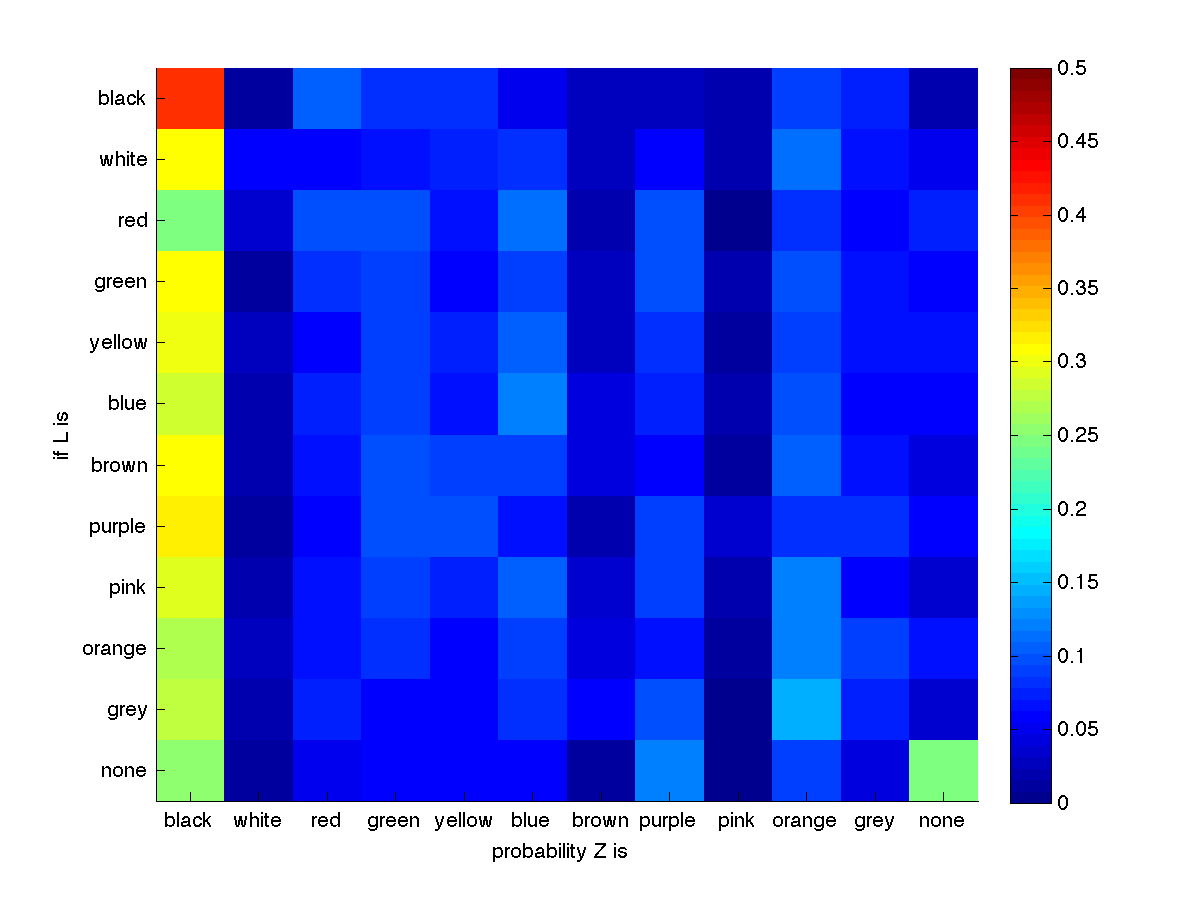 black
white
red
green
yellow
blue
brown
purple
pink
orange
grey
none
if L is
black white red green yellow blue brown purple pink orange grey none
probability Z is
0.5
0.45
0.4
0.35
0.3
0.25
0.2
0.15
0.1
0.05
0